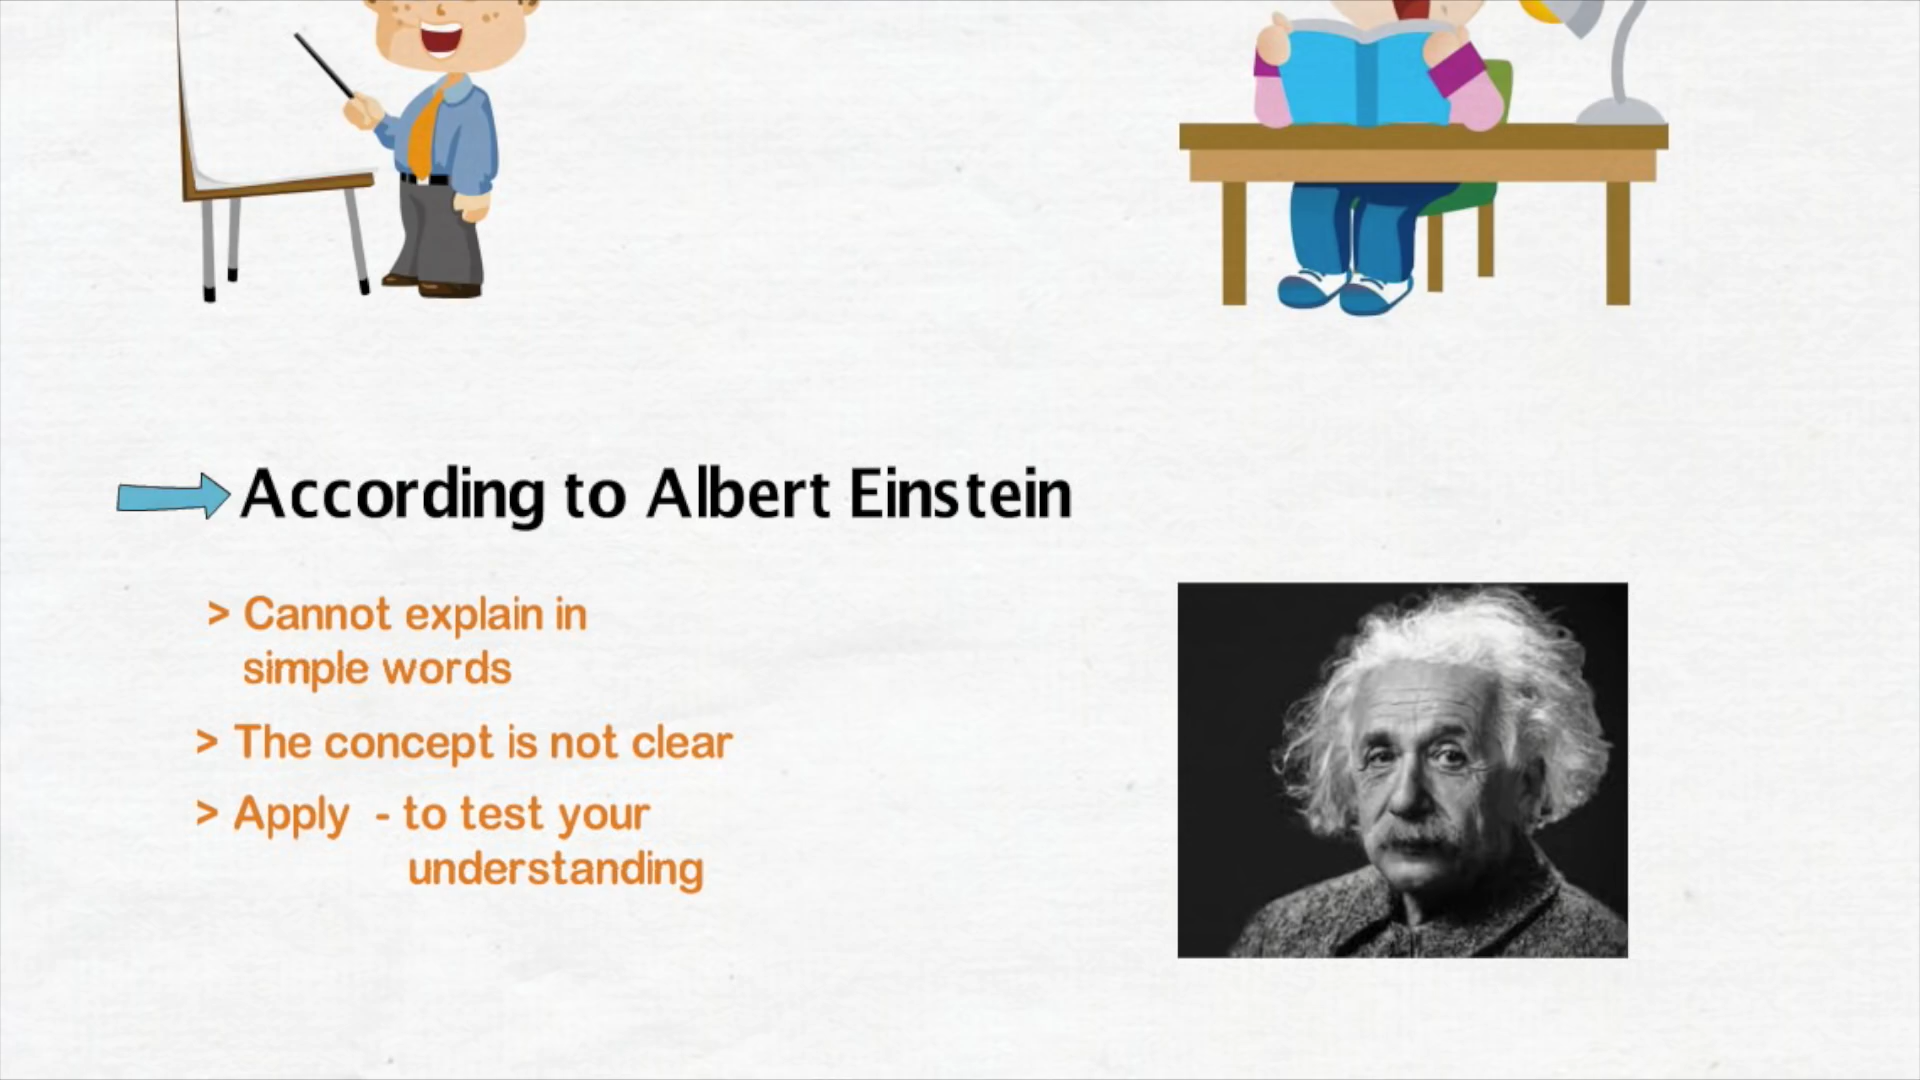 According to Albert Einstein
> Cannot explain in
simple words
> The concept is not clear
> Apply - to test your
understanding